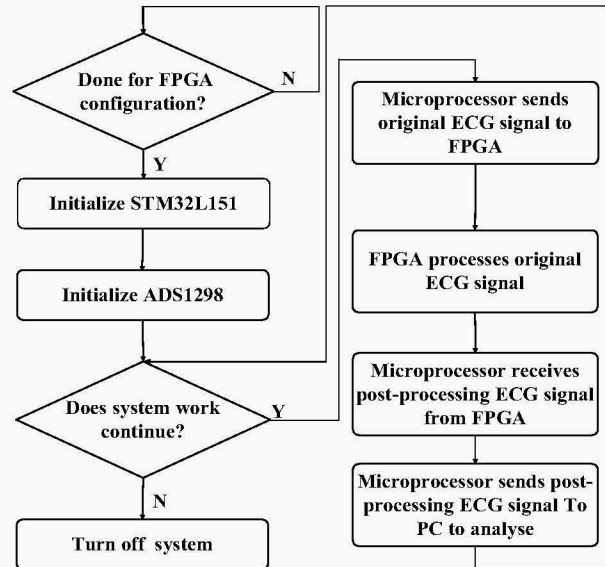 Done for FPGA
configuration?
N
Y
Initialize STM32L151
Initialize ADS1298
Does system work
continue?
Y
N
Turn off system
Microprocessor sends
original ECG signal to
FPGA
FPGA processes original
ECG signal
Microprocessor receives
post-processing ECG signal
from FPGA
Microprocessor sends post-
processing ECG signal To
PC to analyse